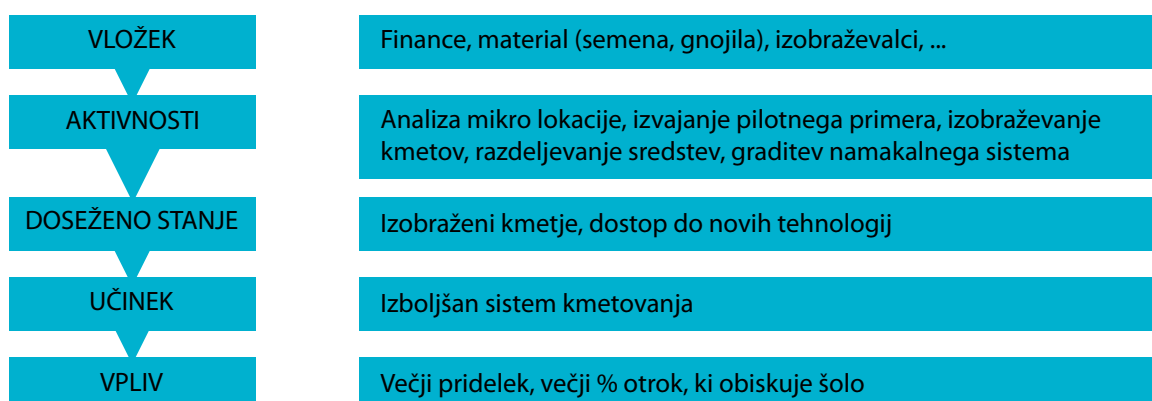 VLOŽEK
Finance, material (semena, gnojila), izobraževalci, ...
AKTIVNOSTI
Analiza mikro lokacije, izvajanje pilotnega primera, izobraževanje
kmetov, razdeljevanje sredstev, graditev namakalnega sistema
DOSEŽENO STANJE
Izobraženi kmetje, dostop do novih tehnologij
UČINEK
Izboljšan sistem kmetovanja
VPLIV
Večji pridelek, večji % otrok, ki obiskuje šolo